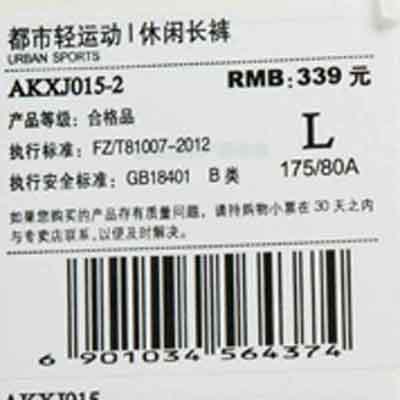 都市轻运动 | 休闲长裤
URBAN SPORTS
AKXJ015-2 RMB: 339 元
产品等级：合格品
执行标准：FZ/T81007-2012
执行安全标准：GB18401 B 类
L
175/80A
如果您购买的产品存有质量问题，请持购物小票在 30 天之内
与专卖店联系，以便及时为您处理。
6 901034 564374
AKXJ015